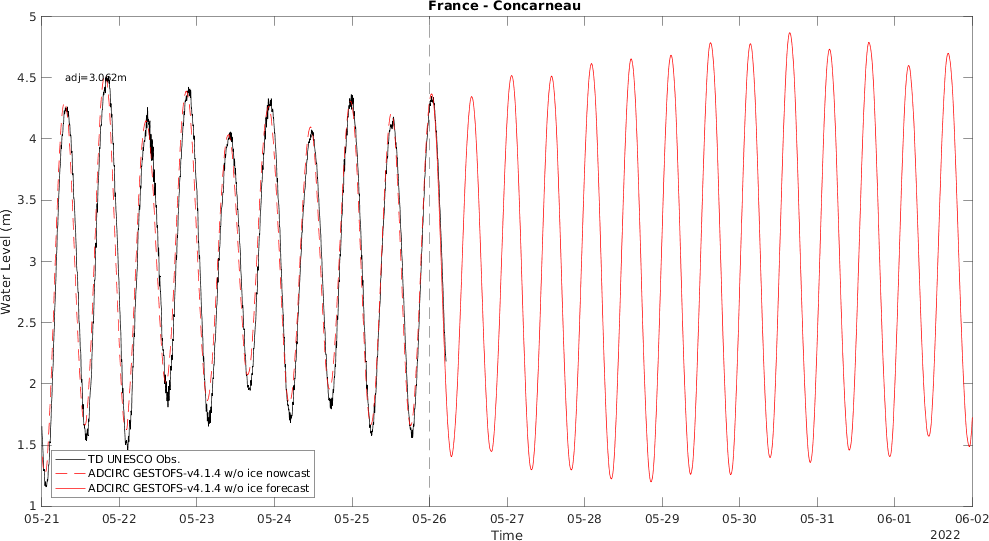 France - Concarneau
adj=3.062m
Water Level (m)
5
4.5
4
3.5
3
2.5
2
1.5
1
TD UNESCO Obs.
ADCIRC GESTOFS-v4.1.4 w/o ice nowcast
ADCIRC GESTOFS-v4.1.4 w/o ice forecast
05-21 05-22 05-23 05-24 05-25 05-26 05-27 05-28 05-29 05-30 05-31 06-01 06-02
Time
2022